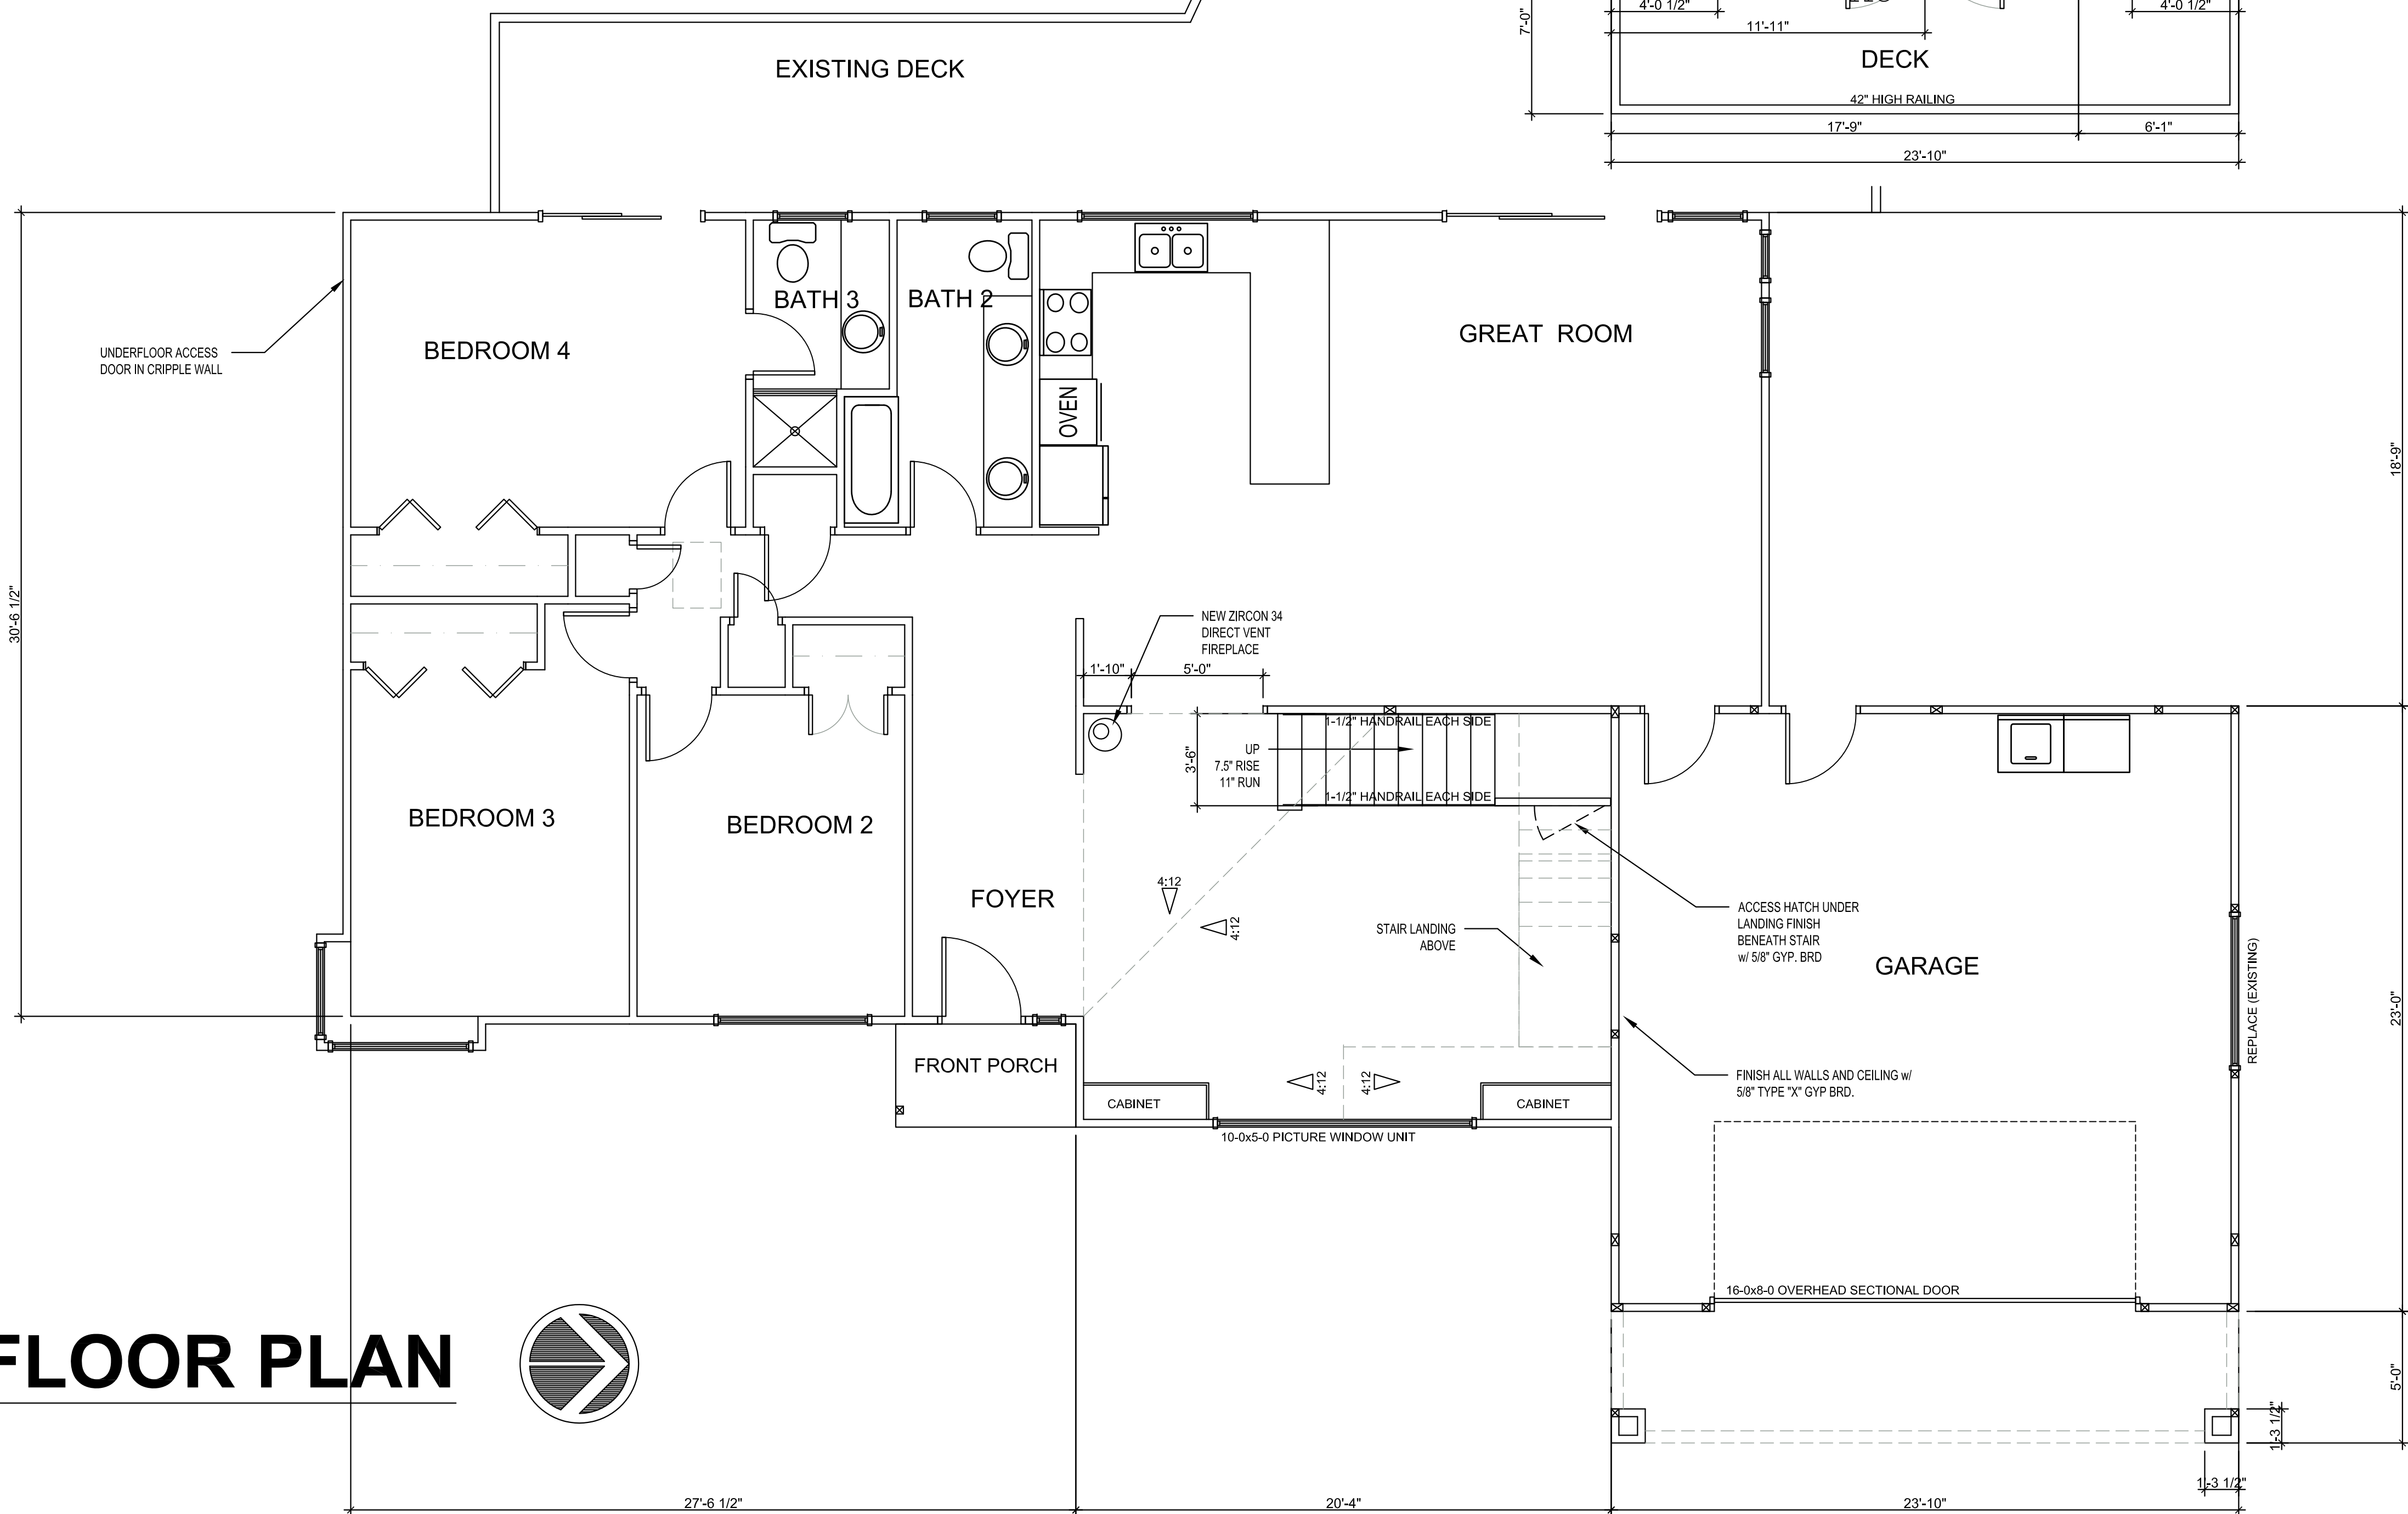 4'-0 1/2"
4'-0 1/2"
7'-0"
11'-11"
EXISTING DECK
DECK
42" HIGH RAILING
17'-9"
6'-1"
23'-10"
BATH 3
BATH 2
GREAT ROOM
BEDROOM 4
UNDERFLOOR ACCESS
DOOR IN CRIPPLE WALL
OVEN
18'-9"
30'-6 1/2"
NEW ZIRCON 34
DIRECT VENT
FIREPLACE
1'-10"
5'-0"
1-1/2" HANDRAIL EACH SIDE
3'-6"
UP
7.5" RISE
11" RUN
1-1/2" HANDRAIL EACH SIDE
BEDROOM 3
BEDROOM 2
FOYER
4:12
4:12
STAIR LANDING
ABOVE
ACCESS HATCH UNDER
LANDING FINISH
BENEATH STAIR
w/ 5/8" GYP. BRD
GARAGE
REPLACE (EXISTING)
23'-0"
FRONT PORCH
4:12
4:12
FINISH ALL WALLS AND CEILING w/
5/8" TYPE "X" GYP BRD.
CABINET
CABINET
10-0x5-0 PICTURE WINDOW UNIT
16-0x8-0 OVERHEAD SECTIONAL DOOR
FLOOR PLAN
5'-0"
1'-3 1/2"
1'-3 1/2"
27'-6 1/2"
20'-4"
23'-10"